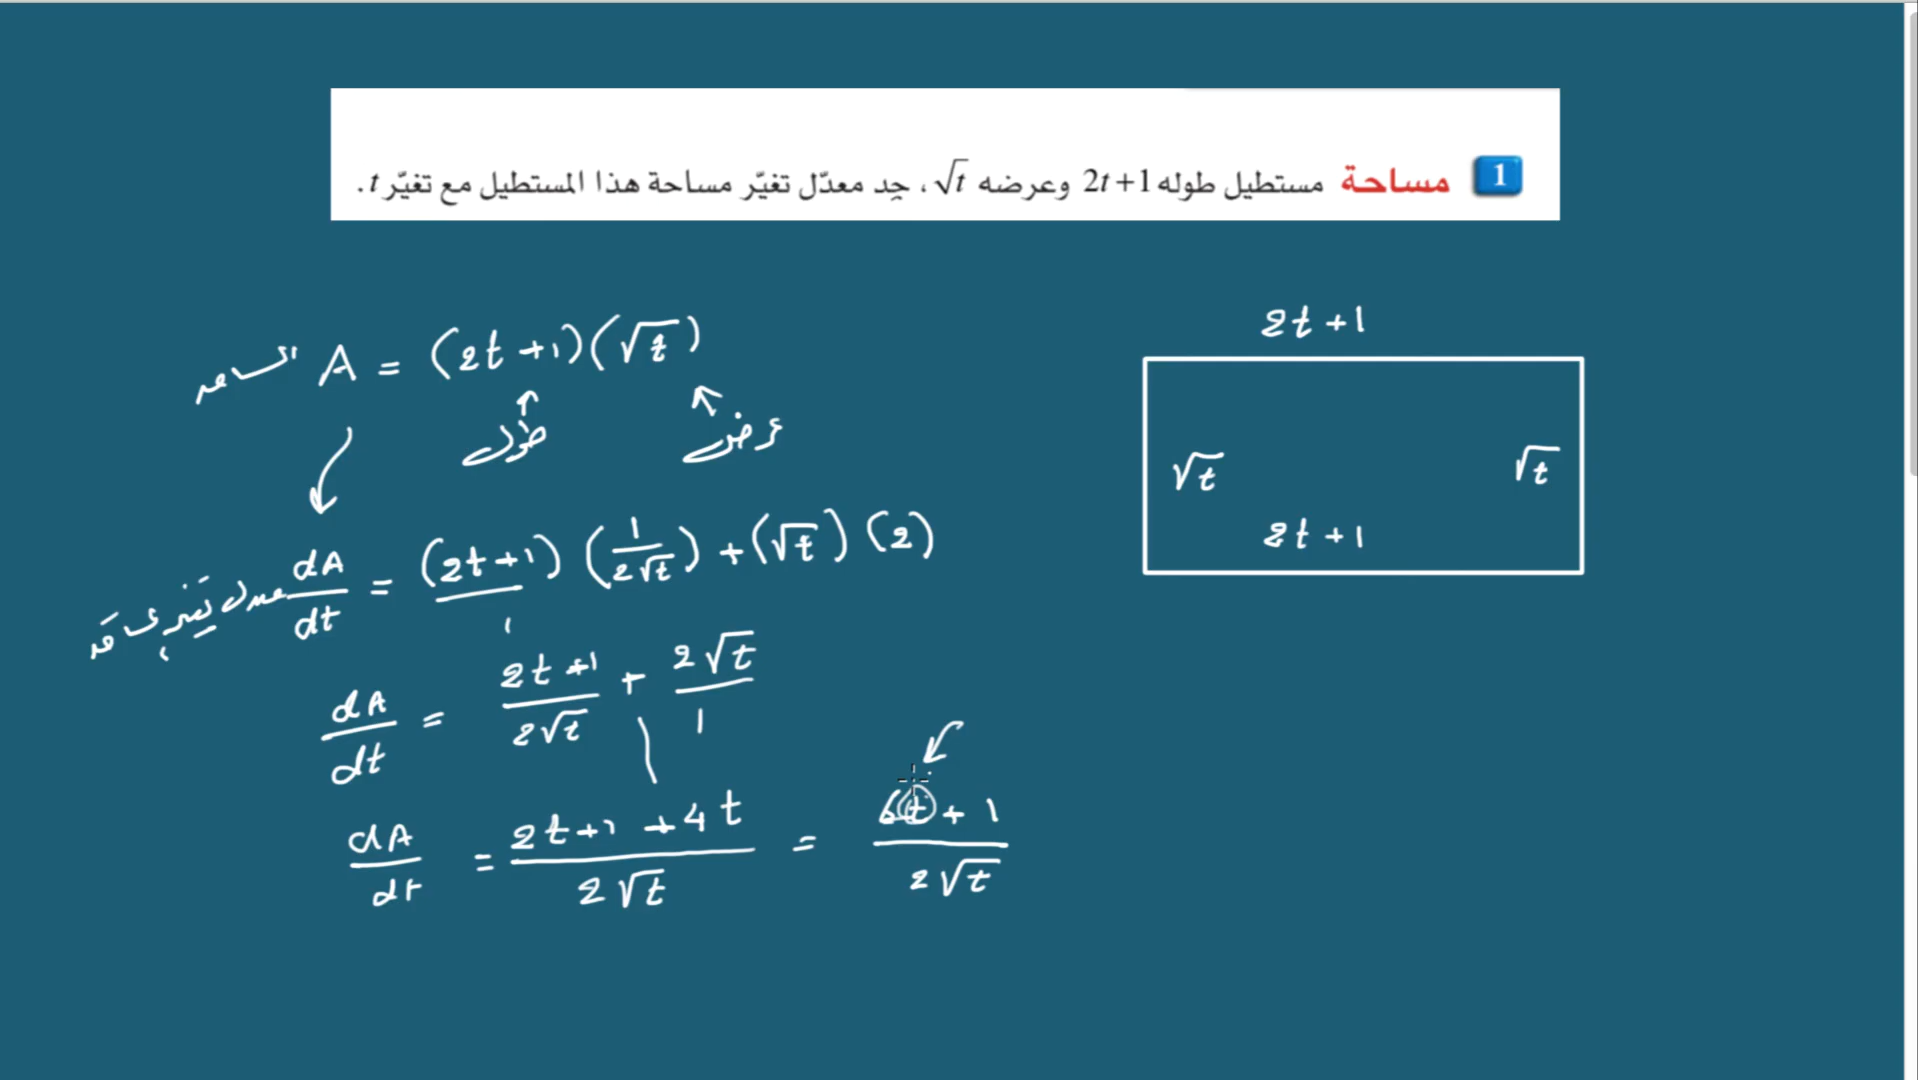 1 مساحة مستطيل طوله 2t+1 وعرضه √t ، جِد معدّل تغيّر مساحة هذا المستطيل مع تغيّر t .
2t+1
A = (2t+1)(√t)
طول عرض
√t √t
2t+1
dA/dt = (2t+1)/1 (1/(2√t)) + (√t)(2)
dA/dt = (2t+1)/(2√t) + (2√t)/1
dA/dt = (2t+1+4t)/(2√t) = (6t+1)/(2√t)